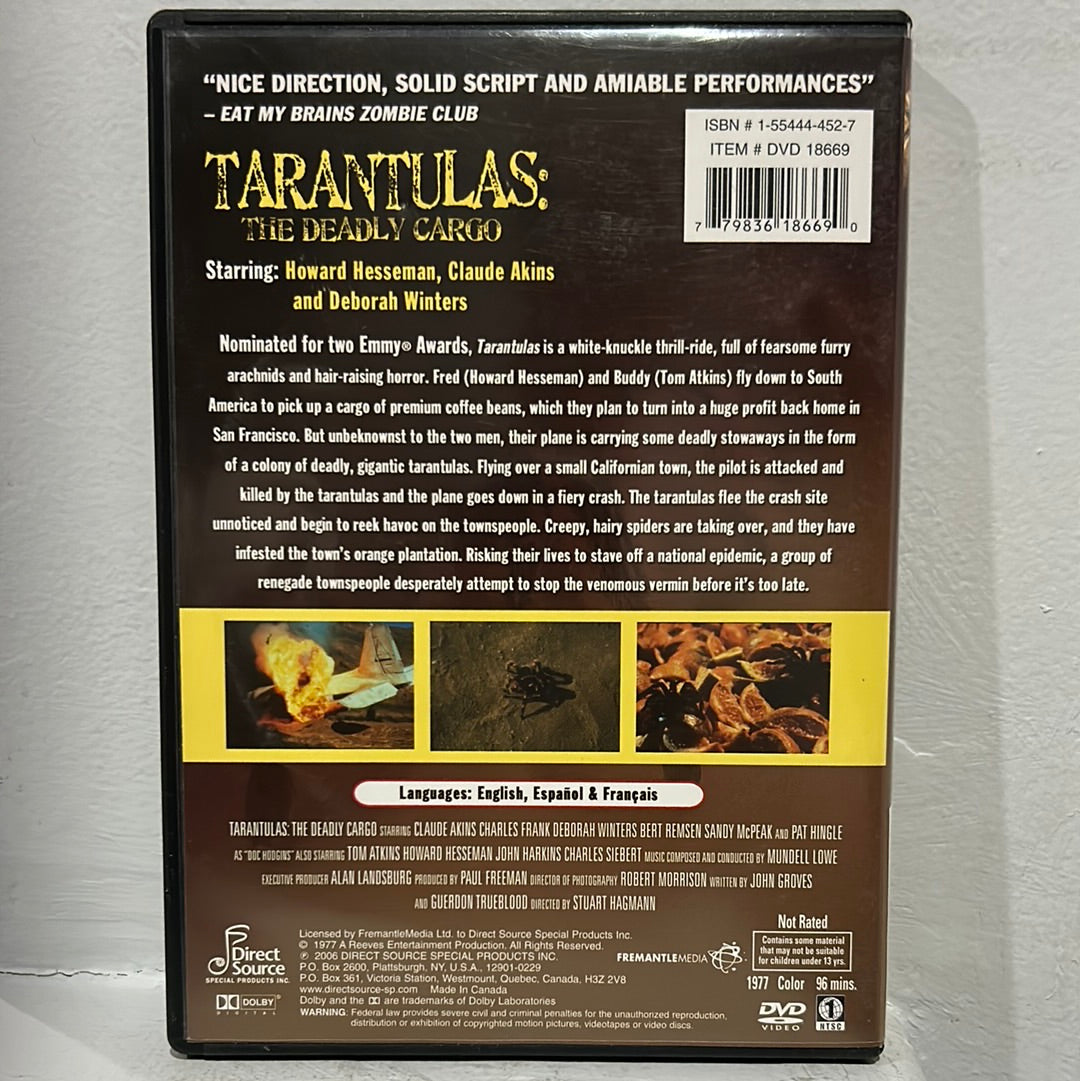 “NICE DIRECTION, SOLID SCRIPT AND AMIABLE PERFORMANCES”
– EAT MY BRAINS ZOMBIE CLUB
ISBN # 1-55444-452-7
ITEM # DVD 18669
7 79836 18669 0
TARANTULAS:
THE DEADLY CARGO
Starring: Howard Hesseman, Claude Akins
and Deborah Winters
Nominated for two Emmy® Awards, Tarantulas is a white-knuckle thrill-ride, full of fearsome furry
arachnids and hair-raising horror. Fred (Howard Hesseman) and Buddy (Tom Atkins) fly down to South
America to pick up a cargo of premium coffee beans, which they plan to turn into a huge profit back home in
San Francisco. But unbeknownst to the two men, their plane is carrying some deadly stowaways in the form
of a colony of deadly, gigantic tarantulas. Flying over a small Californian town, the pilot is attacked and
killed by the tarantulas and the plane goes down in a fiery crash. The tarantulas flee the crash site
unnoticed and begin to reek havoc on the townspeople. Creepy, hairy spiders are taking over, and they have
infested the town's orange plantation. Risking their lives to stave off a national epidemic, a group of
renegade townspeople desperately attempt to stop the venomous vermin before it's too late.
Languages: English, Español & Français
TARANTULAS: THE DEADLY CARGO STARRING CLAUDE AKINS CHARLES FRANK DEBORAH WINTERS BERT REMSEN SANDY McPEAK AND PAT HINGLE
AS "DOC HODGINS" ALSO STARRING TOM ATKINS HOWARD HESSEMAN JOHN HARKINS CHARLES SIEBERT MUSIC COMPOSED AND CONDUCTED BY MUNDELL LOWE
EXECUTIVE PRODUCER ALAN LANDSBURG PRODUCED BY PAUL FREEMAN DIRECTOR OF PHOTOGRAPHY ROBERT MORRISON WRITTEN BY JOHN GROVES
AND GUERDON TRUEBLOOD DIRECTED BY STUART HAGMANN
Direct
Source
SPECIAL PRODUCTS INC.
DOLBY®
DIGITAL
Licensed by FremantleMedia Ltd. to Direct Source Special Products Inc.
© 1977 A Reeves Entertainment Production. All Rights Reserved.
℗ 2006 DIRECT SOURCE SPECIAL PRODUCTS INC.
P.O. Box 2600, Plattsburgh, NY, U.S.A., 12901-0229
P.O. Box 361, Victoria Station, Westmount, Quebec, Canada, H3Z 2V8
www.directsource-sp.com Made In Canada
Dolby and the DD are trademarks of Dolby Laboratories
WARNING: Federal law provides severe civil and criminal penalties for the unauthorized reproduction,
distribution or exhibition of copyrighted motion pictures, videotapes or video discs.
FREMANTLEMEDIA
Not Rated
Contains some material
that may not be suitable
for children under 13 yrs.
1977 Color 96 mins.
DVD
VIDEO
1
NTSC